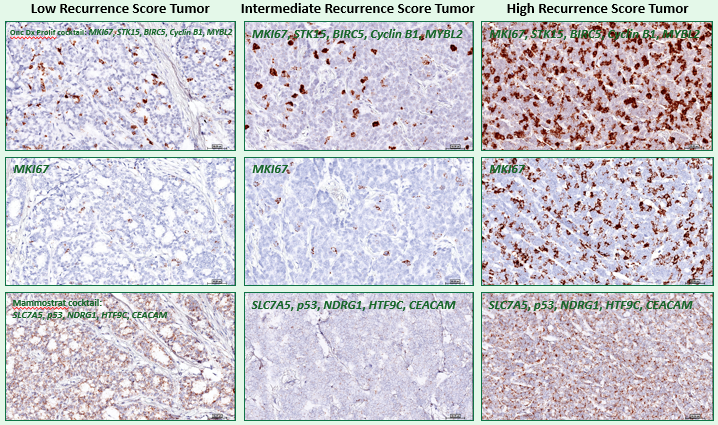 Low Recurrence Score Tumor
Intermediate Recurrence Score Tumor
High Recurrence Score Tumor
Onc Dx Prolif cocktail: MKI67, STK15, BIRC5, Cyclin B1, MYBL2
MKI67, STK15, BIRC5, Cyclin B1, MYBL2
MKI67, STK15, BIRC5, Cyclin B1, MYBL2
MKI67
MKI67
MKI67
Mammostrat cocktail:
SLC7A5, p53, NDRG1, HTF9C, CEACAM
SLC7A5, p53, NDRG1, HTF9C, CEACAM
SLC7A5, p53, NDRG1, HTF9C, CEACAM